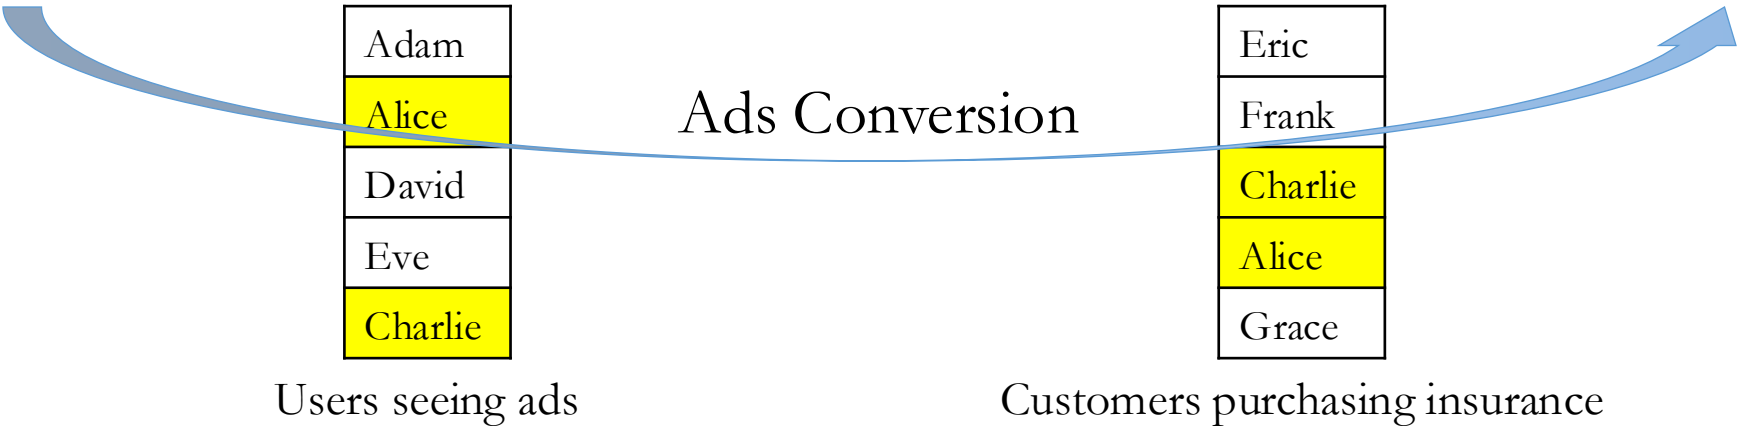 Adam
Alice
David
Eve
Charlie
Users seeing ads
Ads Conversion
Eric
Frank
Charlie
Alice
Grace
Customers purchasing insurance